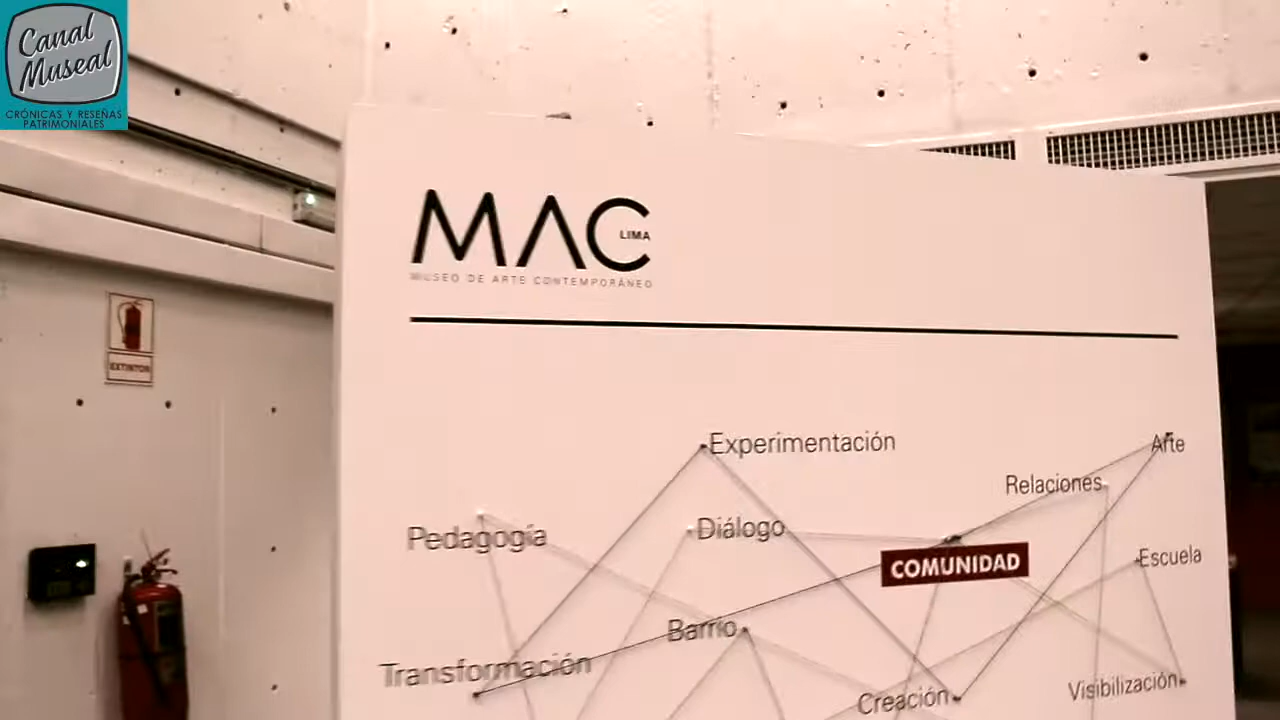 Canal
Museal
CRÓNICAS Y RESEÑAS
PATRIMONIALES
MAC
LIMA
MUSEO DE ARTE CONTEMPORÁNEO
EXTINTOR
Experimentación
Arte
Relaciones
Pedagogía
Diálogo
COMUNIDAD
Escuela
Barrio
Transformación
Creación
Visibilización